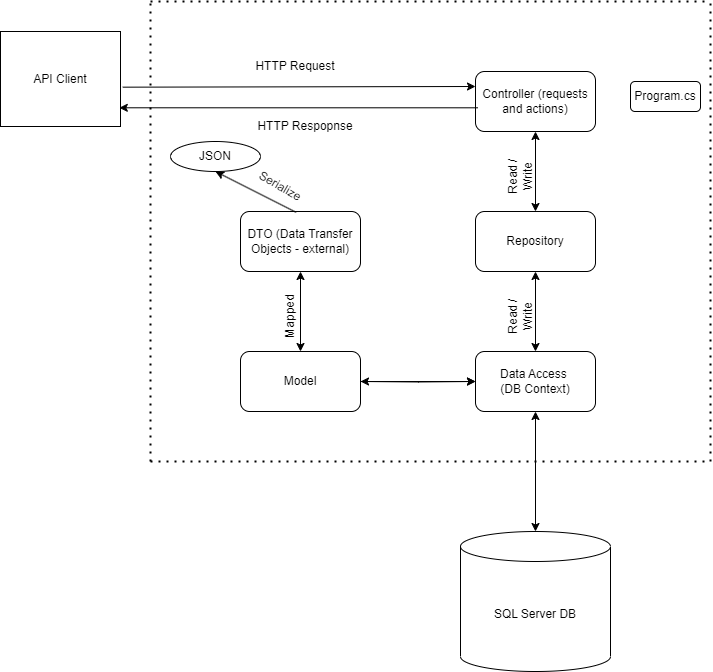 API Client
HTTP Request
Controller (requests
and actions)
Program.cs
HTTP Respopnse
JSON
Serialize
Read /
Write
DTO (Data Transfer
Objects - external)
Repository
Mapped
Read /
Write
Model
Data Access
(DB Context)
SQL Server DB